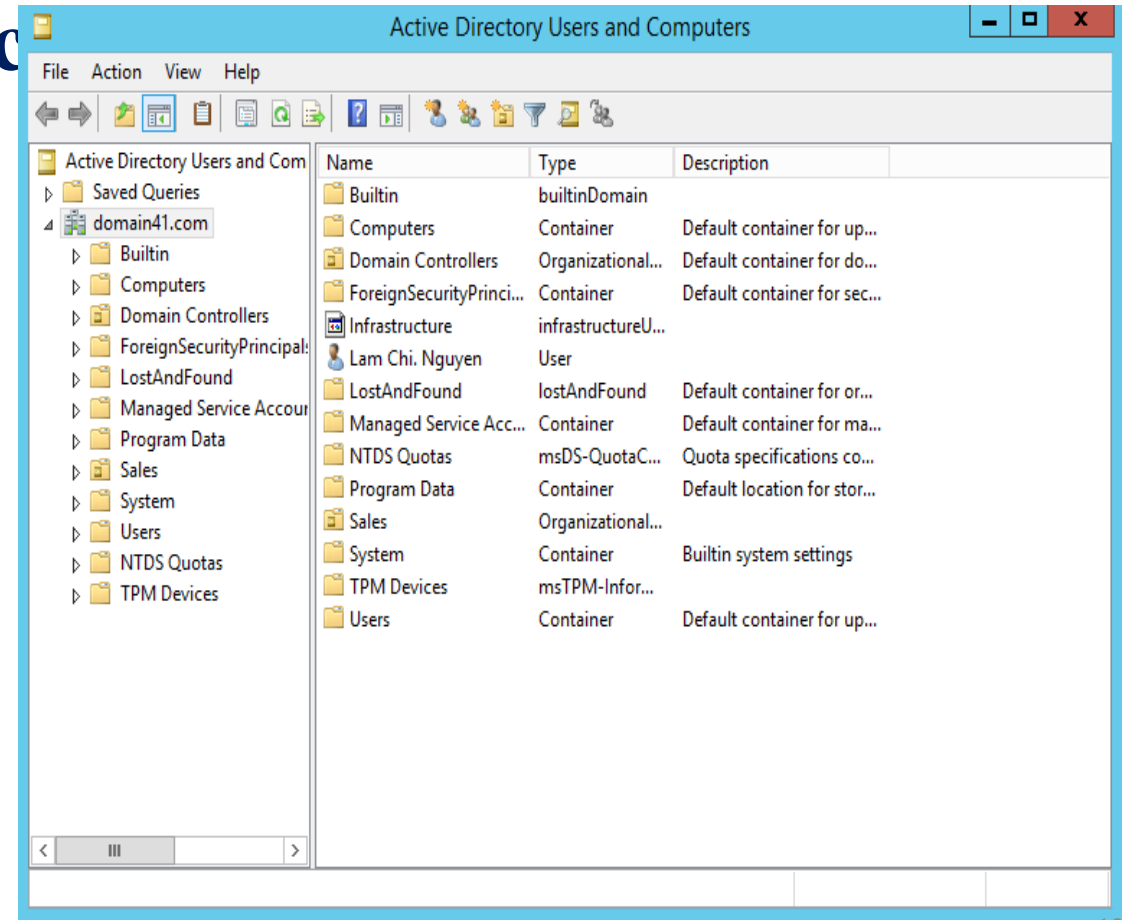 c
Active Directory Users and Computers
File Action View Help
Active Directory Users and Com
Saved Queries
domain41.com
Builtin
Computers
Domain Controllers
ForeignSecurityPrincipals
LostAndFound
Managed Service Accour
Program Data
Sales
System
Users
NTDS Quotas
TPM Devices
Name Type Description
Builtin builtinDomain
Computers Container Default container for up...
Domain Controllers Organizational... Default container for do...
ForeignSecurityPrinci... Container Default container for sec...
Infrastructure infrastructureU...
Lam Chi. Nguyen User
LostAndFound lostAndFound Default container for or...
Managed Service Acc... Container Default container for ma...
NTDS Quotas msDS-QuotaC... Quota specifications co...
Program Data Container Default location for stor...
Sales Organizational...
System Container Builtin system settings
TPM Devices msTPM-Infor...
Users Container Default container for up...